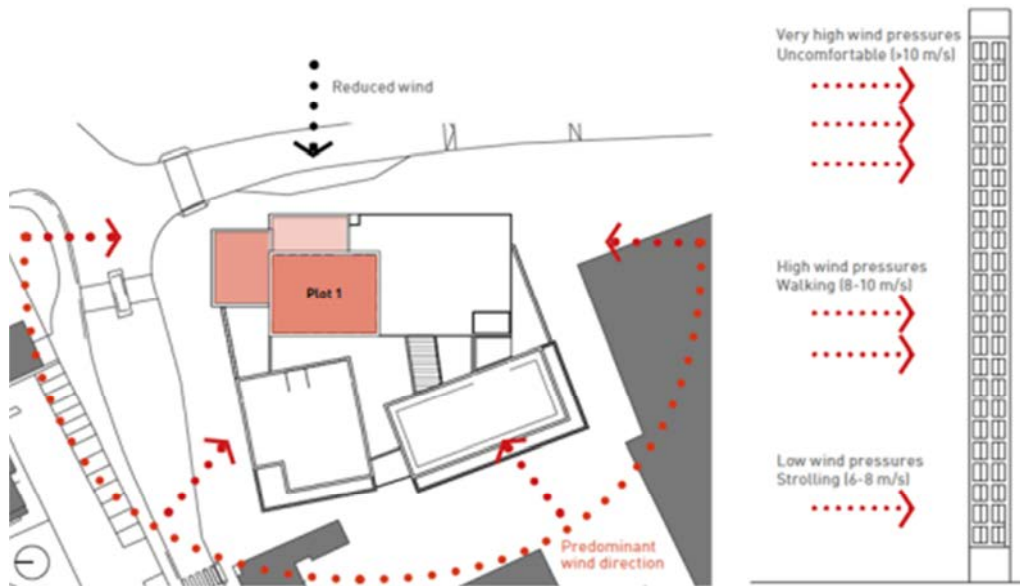 Reduced wind
Plot 1
Predominant
wind direction
Very high wind pressures
Uncomfortable (>10 m/s)
High wind pressures
Walking (8-10 m/s)
Low wind pressures
Strolling (6-8 m/s)